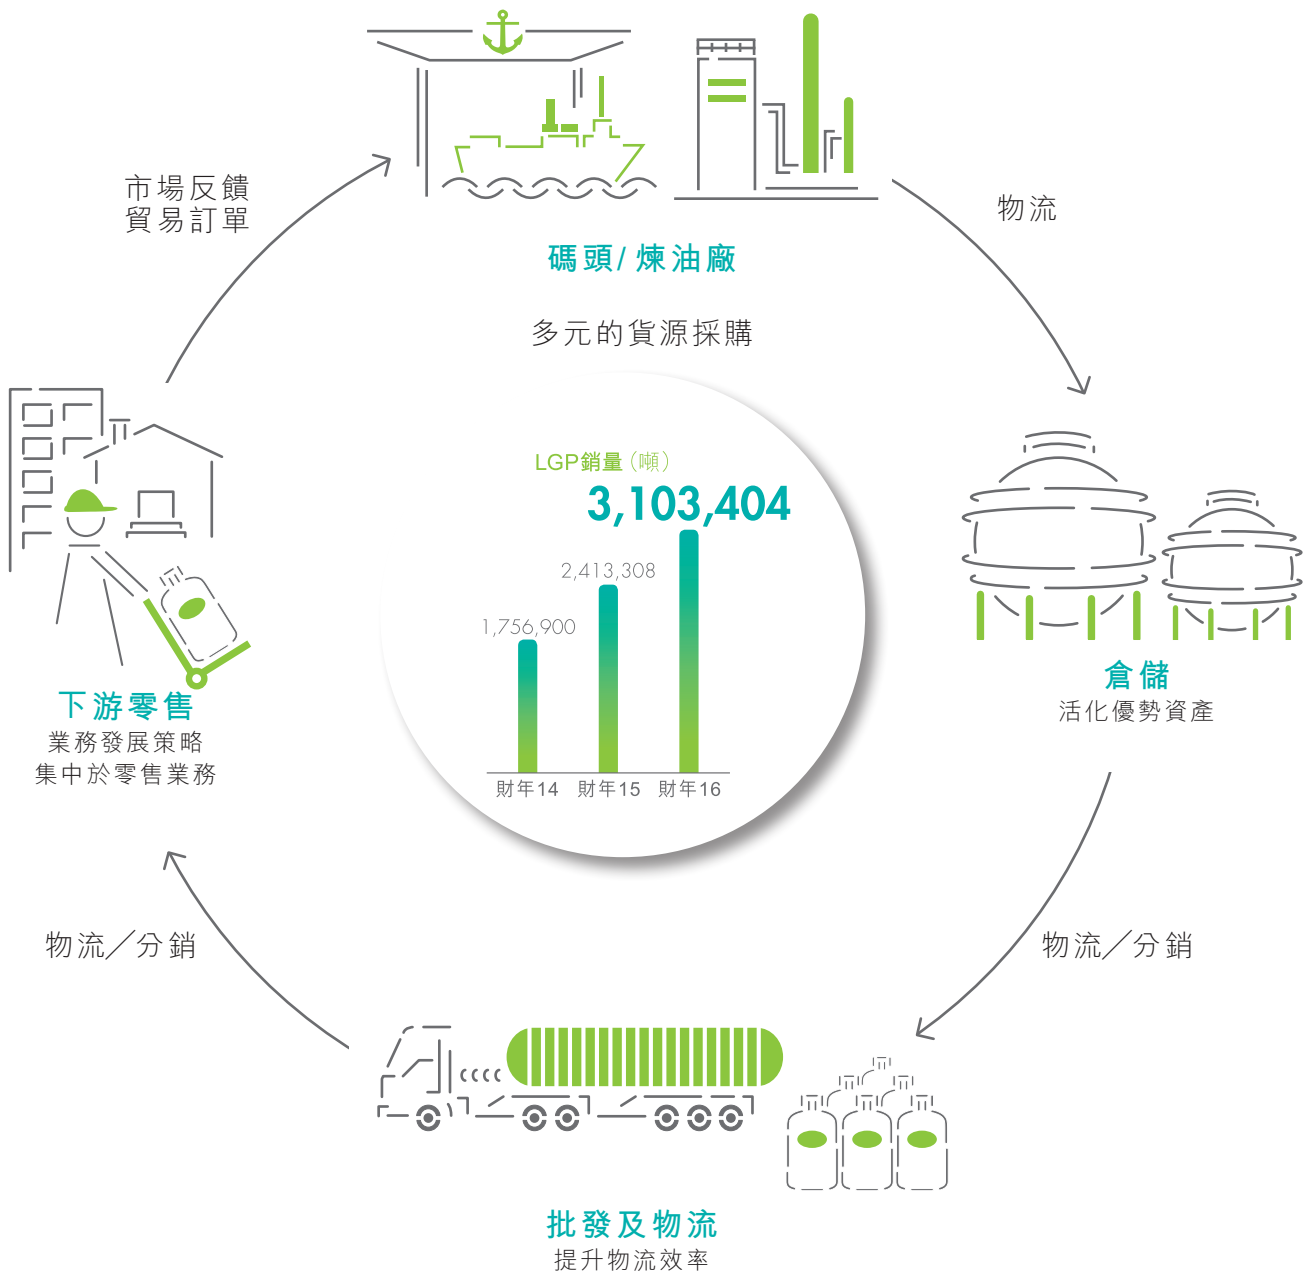 市場反饋
貿易訂單
物流
碼頭/煉油廠
多元的貨源採購
LGP銷量（噸）
3,103,404
2,413,308
1,756,900
財年14 財年15 財年16
倉儲
活化優勢資產
下游零售
業務發展策略
集中於零售業務
物流／分銷
物流／分銷
批發及物流
提升物流效率